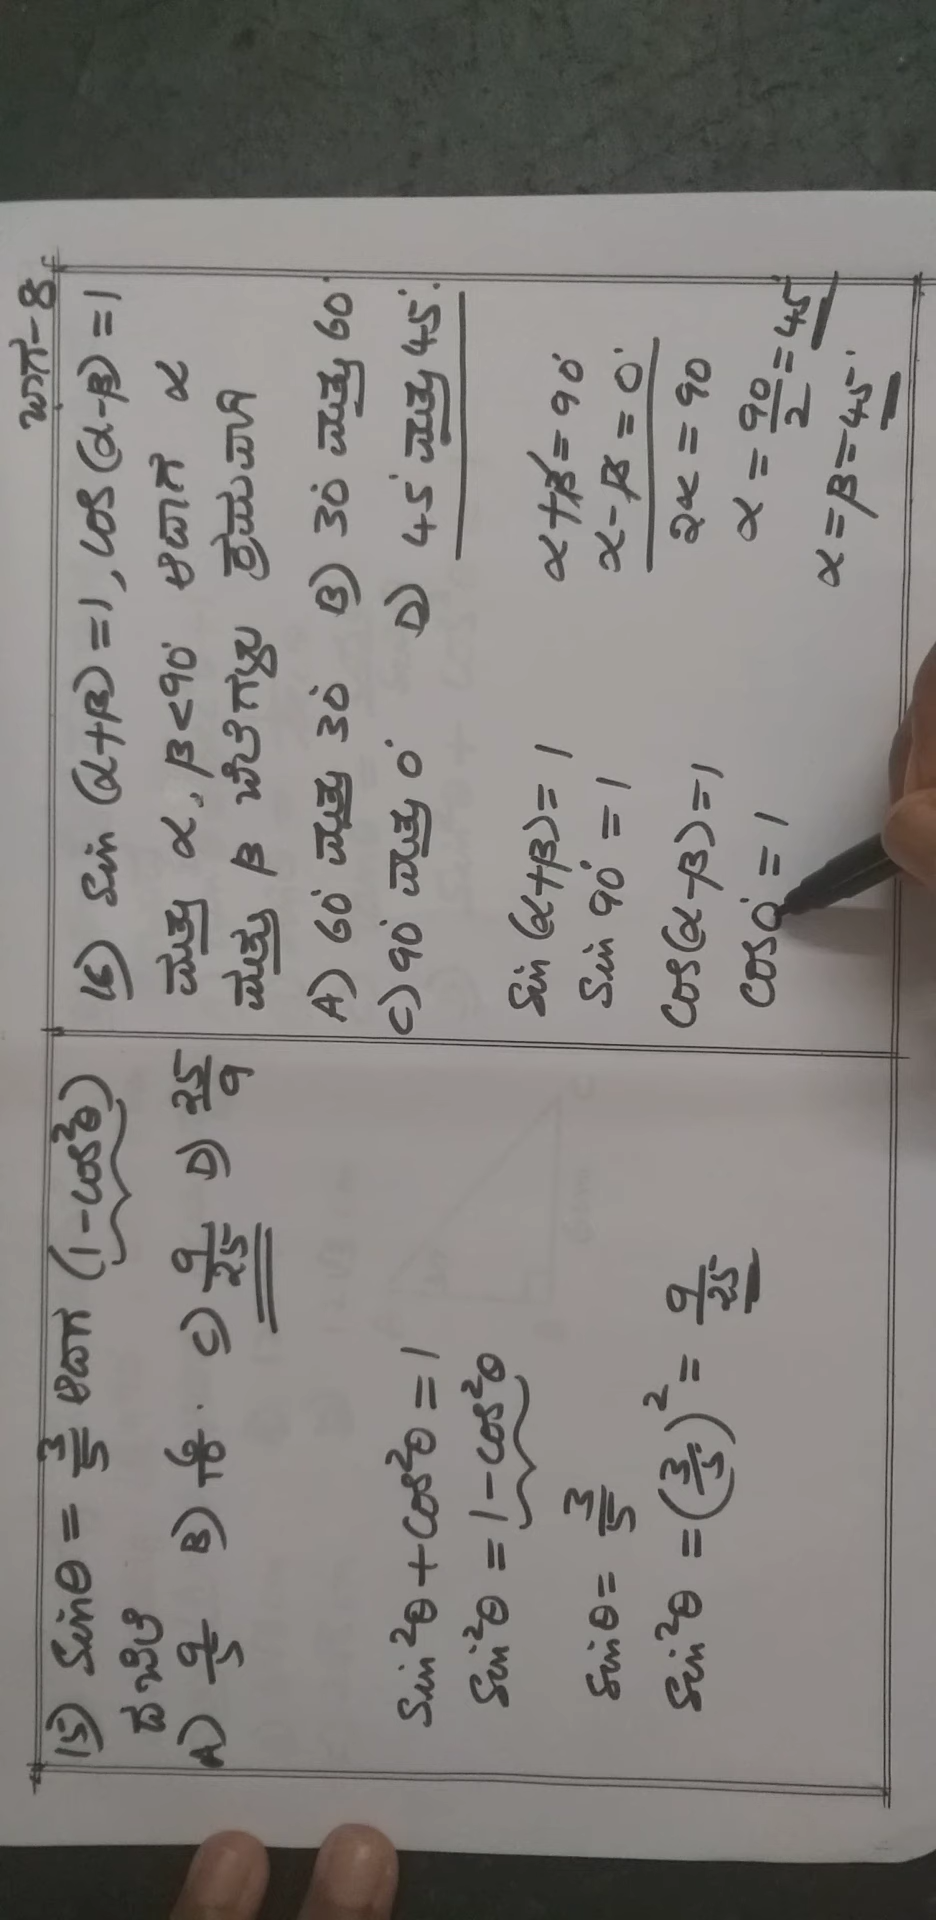 ಭಾಗ-8
15) Sinθ = 3/5 ಆದಾಗ (1-cos²θ)
ದ ಬೆಲೆ
A) 9/5 B) 6/10 . C) 9/25 D) 25/9
Sin²θ + cos²θ = 1
Sin²θ = 1-cos²θ
Sinθ = 3/5
Sin²θ = (3/5)² = 9/25
16) Sin (α+β) = 1, cos (α-β) = 1
ಮತ್ತು α, β<90° ಆದಾಗ α
ಮತ್ತು β ಬೆಲೆಗಳು ಕ್ರಮವಾಗಿ
A) 60° ಮತ್ತು 30° B) 30° ಮತ್ತು 60°
C) 90° ಮತ್ತು 0° D) 45° ಮತ್ತು 45°.
Sin (α+β) = 1
Sin 90° = 1
cos(α-β) = 1
cos0° = 1
α+β = 90°
α-β = 0°
2α = 90
α = 90/2 = 45°
α = β = 45°.